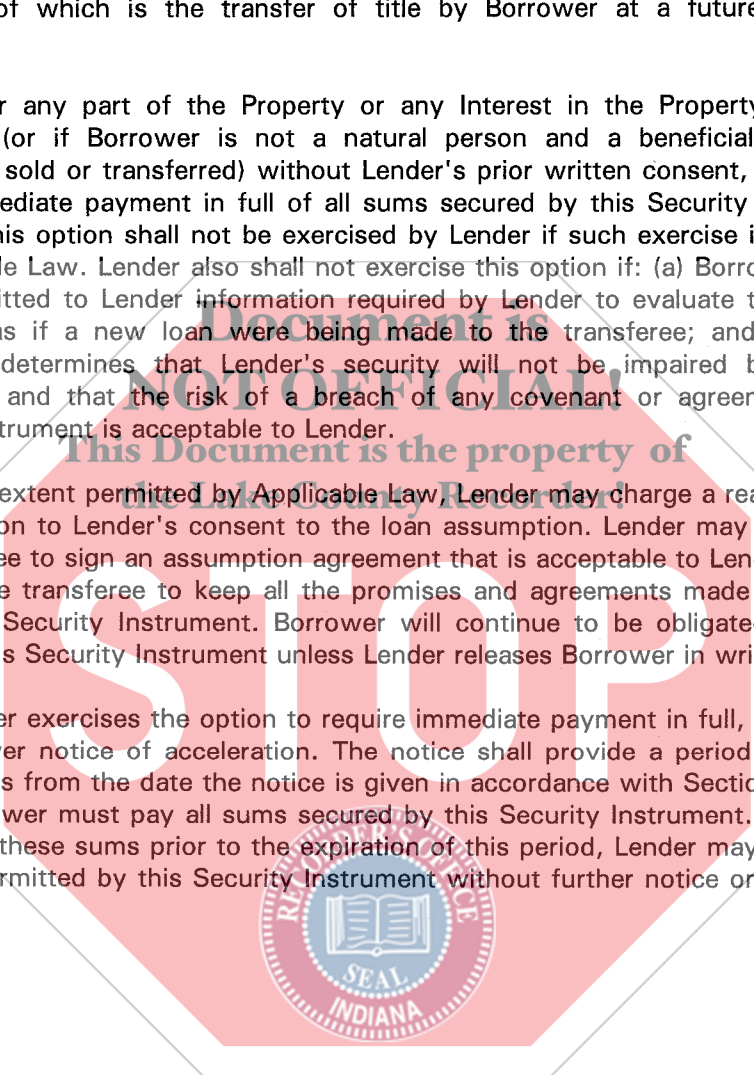 of which is the transfer of title by Borrower at a future
r any part of the Property or any Interest in the Property
(or if Borrower is not a natural person and a beneficial
sold or transferred) without Lender's prior written consent,
ediate payment in full of all sums secured by this Security
his option shall not be exercised by Lender if such exercise i
le Law. Lender also shall not exercise this option if: (a) Borro
itted to Lender information required by Lender to evaluate t
as if a new loan were being made to the transferee; and
Document is
determines that Lender's security will not be impaired b
NOT OFFICIAL!
and that the risk of a breach of any covenant or agreem
trument is acceptable to Lender.
This Document is the property of
the Lake County Recorder!
extent permitted by Applicable Law, Lender may charge a rea
on to Lender's consent to the loan assumption. Lender may
ee to sign an assumption agreement that is acceptable to Len
e transferee to keep all the promises and agreements made
Security Instrument. Borrower will continue to be obligate
s Security Instrument unless Lender releases Borrower in wri
STOP
er exercises the option to require immediate payment in full,
ver notice of acceleration. The notice shall provide a period
s from the date the notice is given in accordance with Sectio
wer must pay all sums secured by this Security Instrument.
these sums prior to the expiration of this period, Lender may
rmitted by this Security Instrument without further notice or
RECORDER'S OFFICE
SEAL
INDIANA